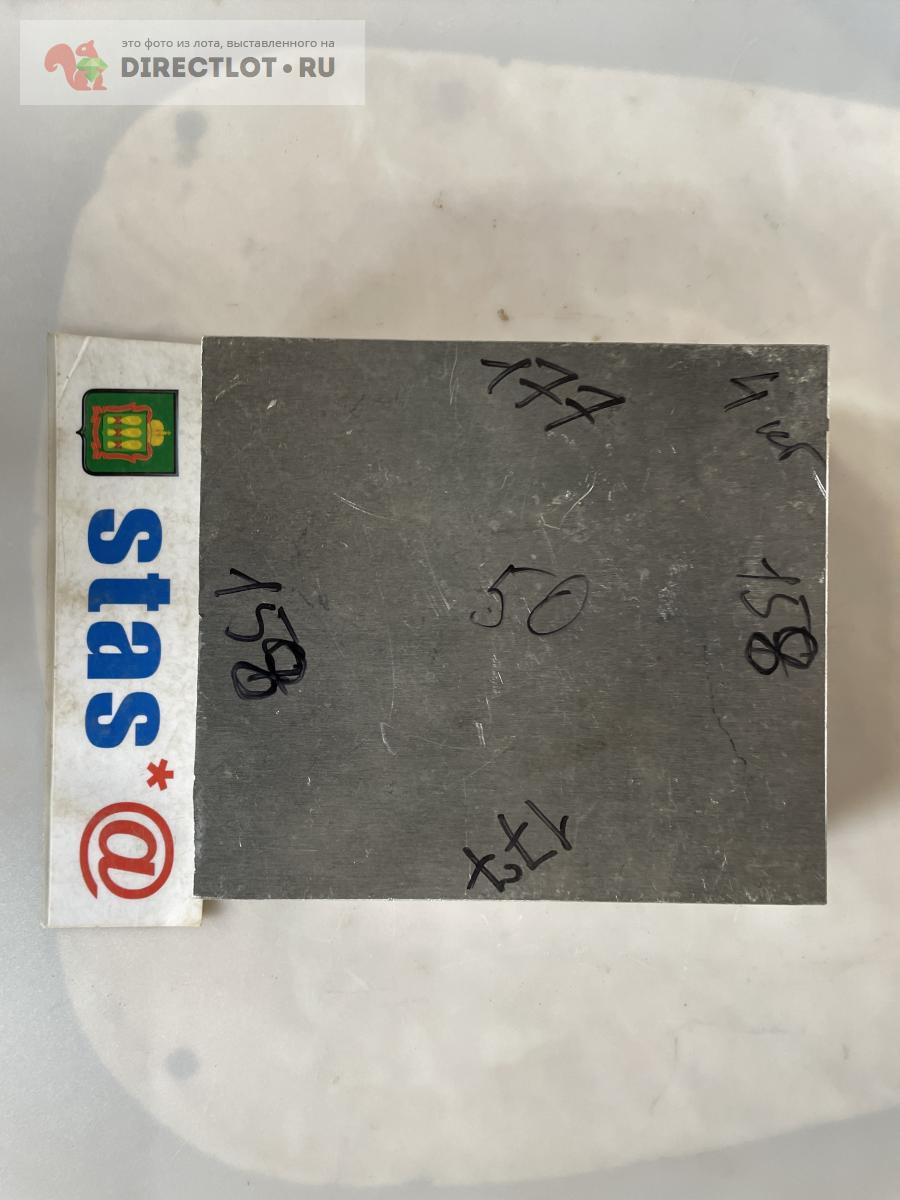 это фото из лота, выставленного на
DIRECTLOT•RU
stas*@
177
158
50
158
177